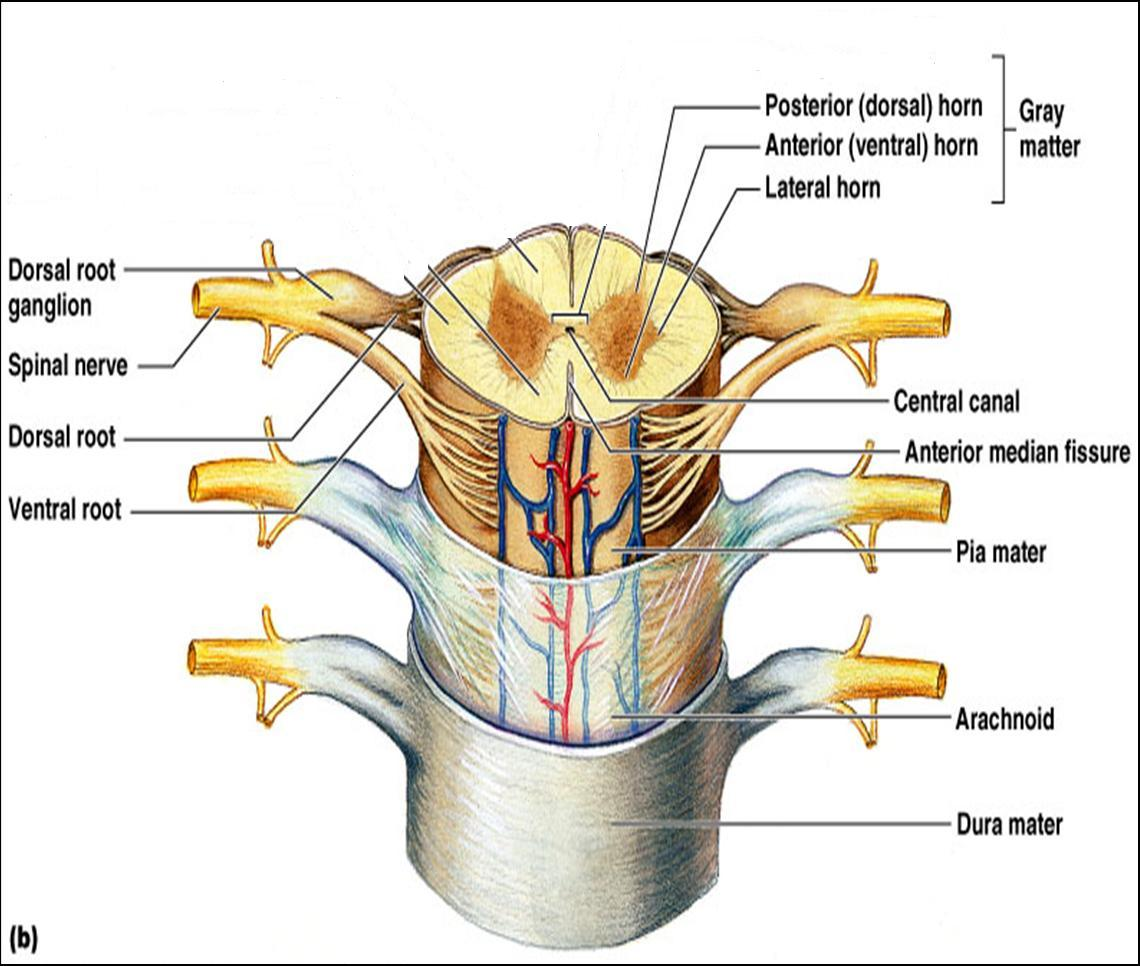 Posterior (dorsal) horn
Anterior (ventral) horn
Lateral horn
Gray
matter
Dorsal root
ganglion
Spinal nerve
Dorsal root
Ventral root
Central canal
Anterior median fissure
Pia mater
Arachnoid
Dura mater
(b)